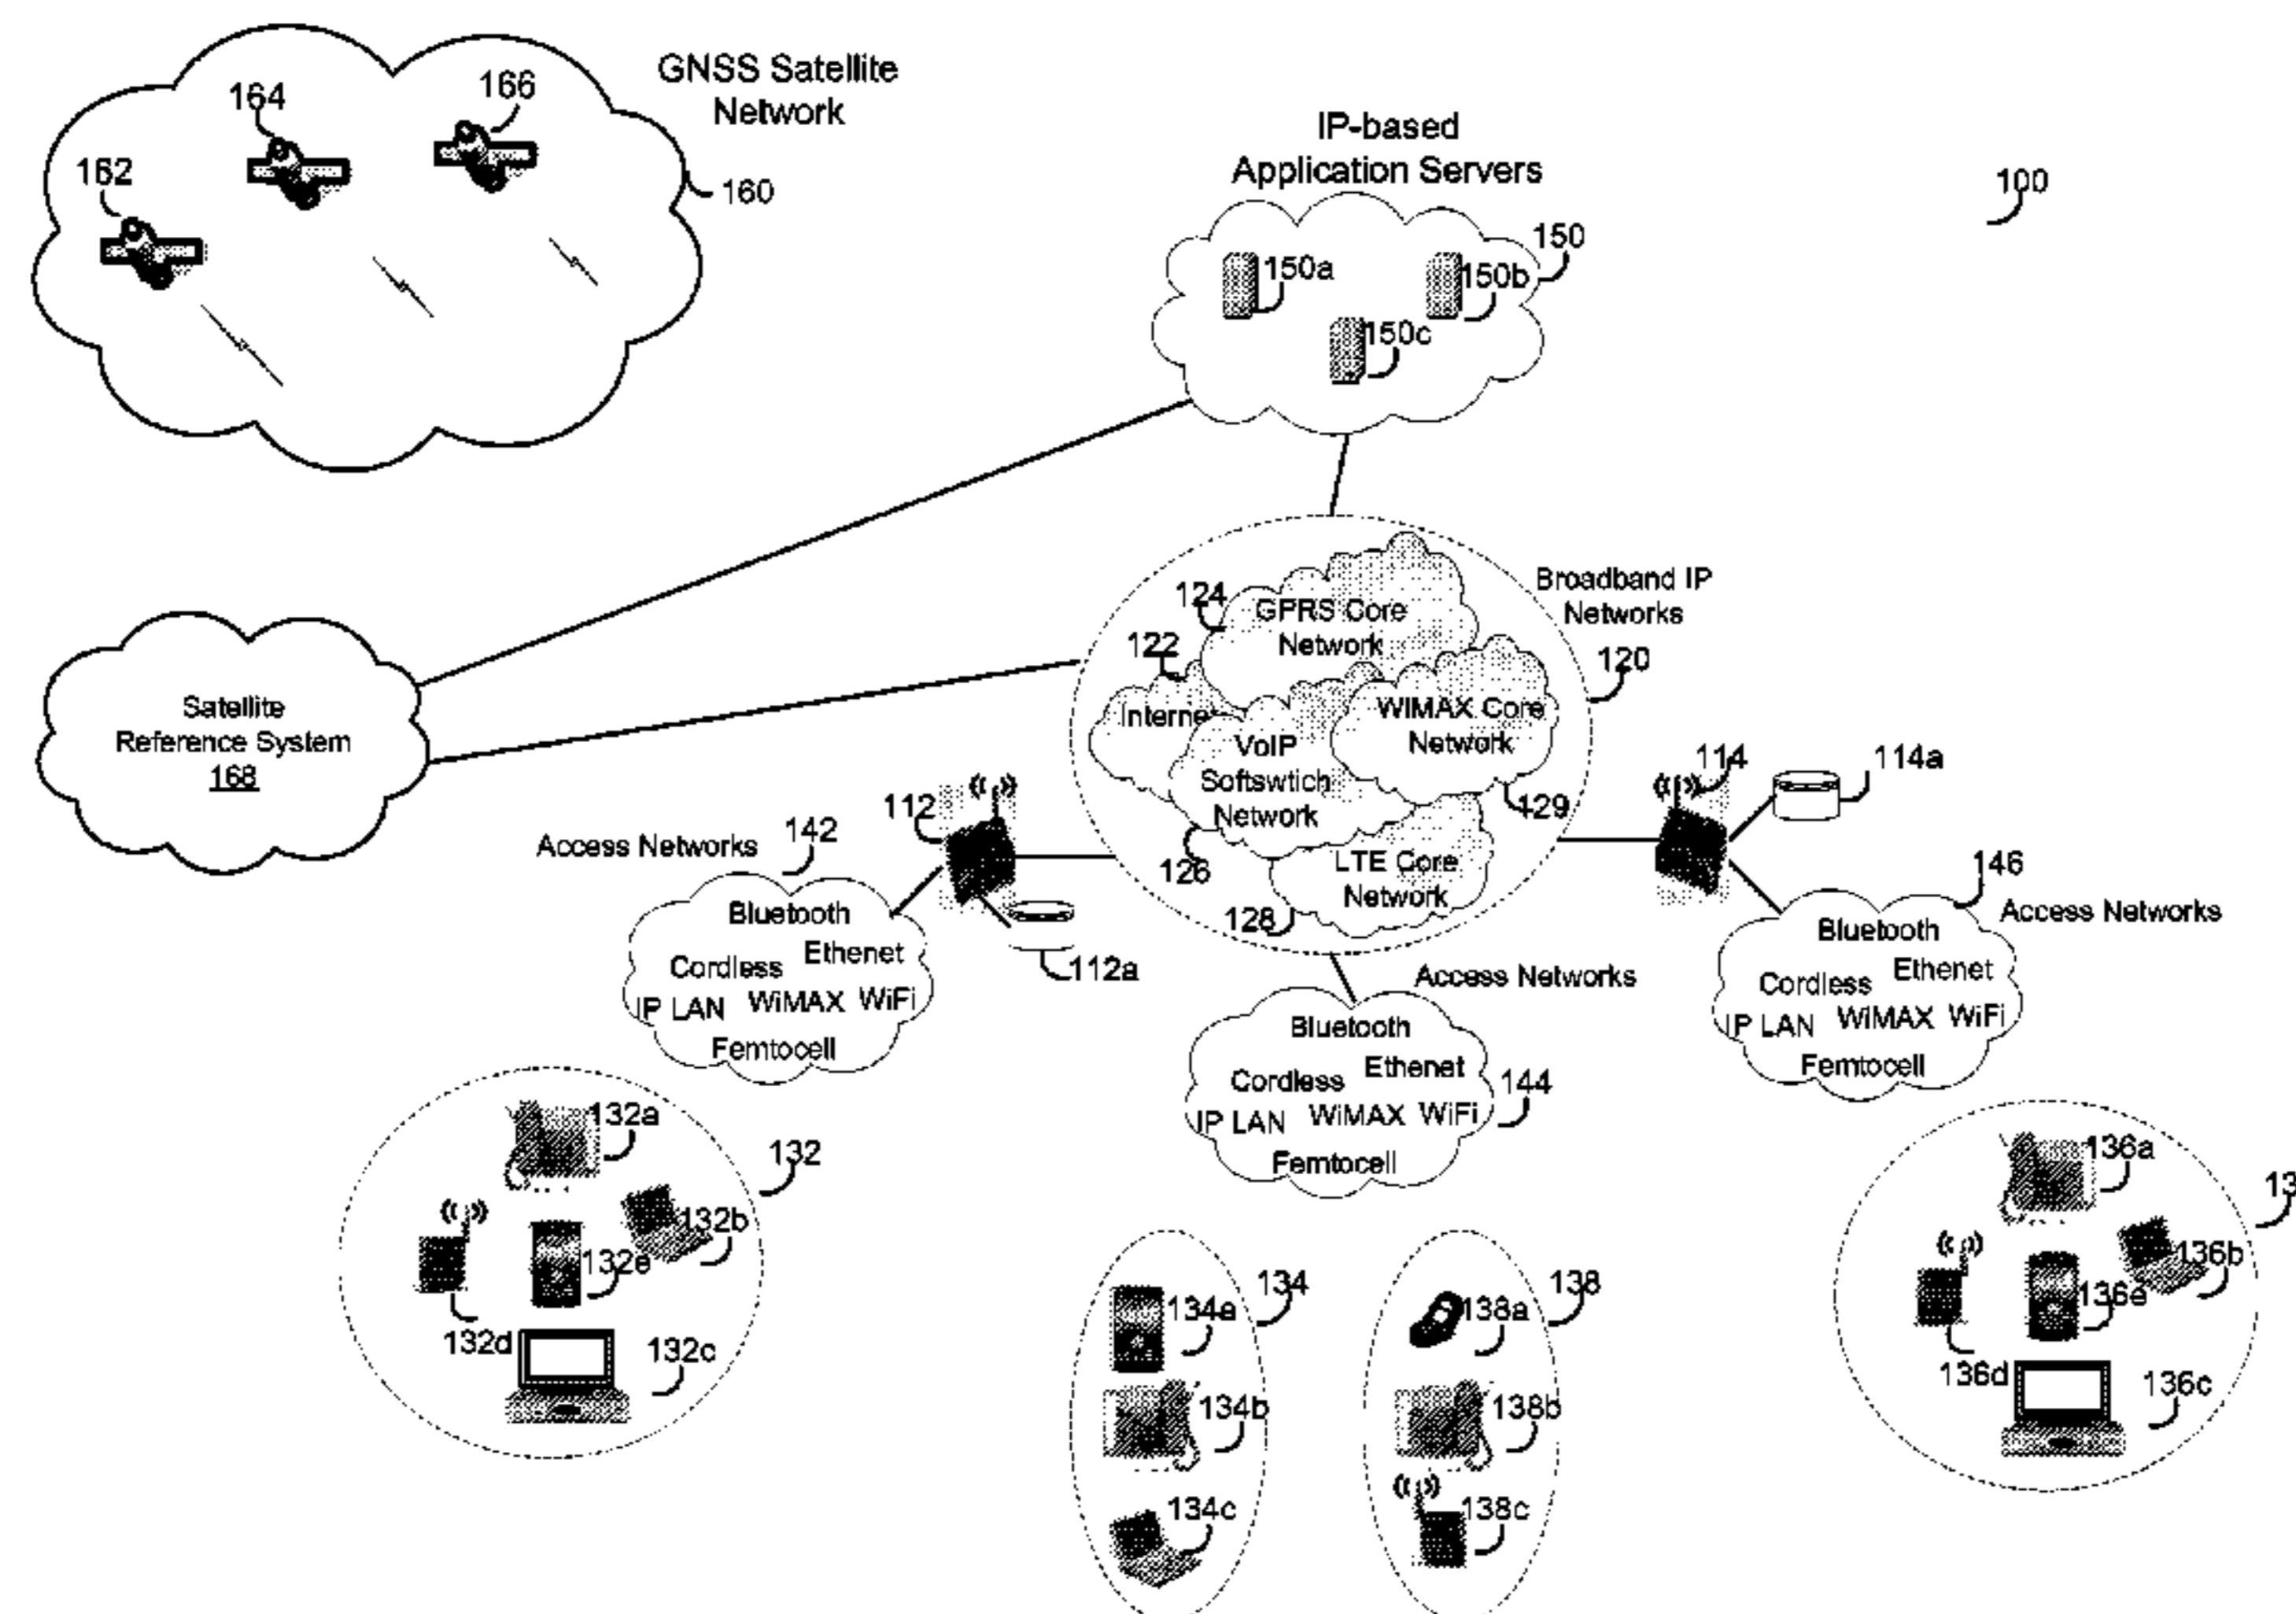 GNSS Satellite
Network
164
166
162
160
IP-based
Application Servers
100
150
150a
150b
150c
Broadband IP
Networks
124
GPRS Core
Network
122
120
Internet
WIMAX Core
Network
VoIP
Softswtich
Network
129
126
LTE Core
Network
128
Satellite
Reference System
168
112
112a
114
114a
Access Networks
142
Bluetooth
Ethenet
Cordless
IP LAN
WiMAX
WiFi
Femtocell
Access Networks
144
Bluetooth
Ethenet
Cordless
IP LAN
WiMAX
WiFi
Femtocell
146
Access Networks
Bluetooth
Ethenet
Cordless
IP LAN
WiMAX
WiFi
Femtocell
132a
132
132b
132e
132d
132c
134a
134
134b
134c
138a
138
138b
138c
136a
13
136b
136e
136d
136c